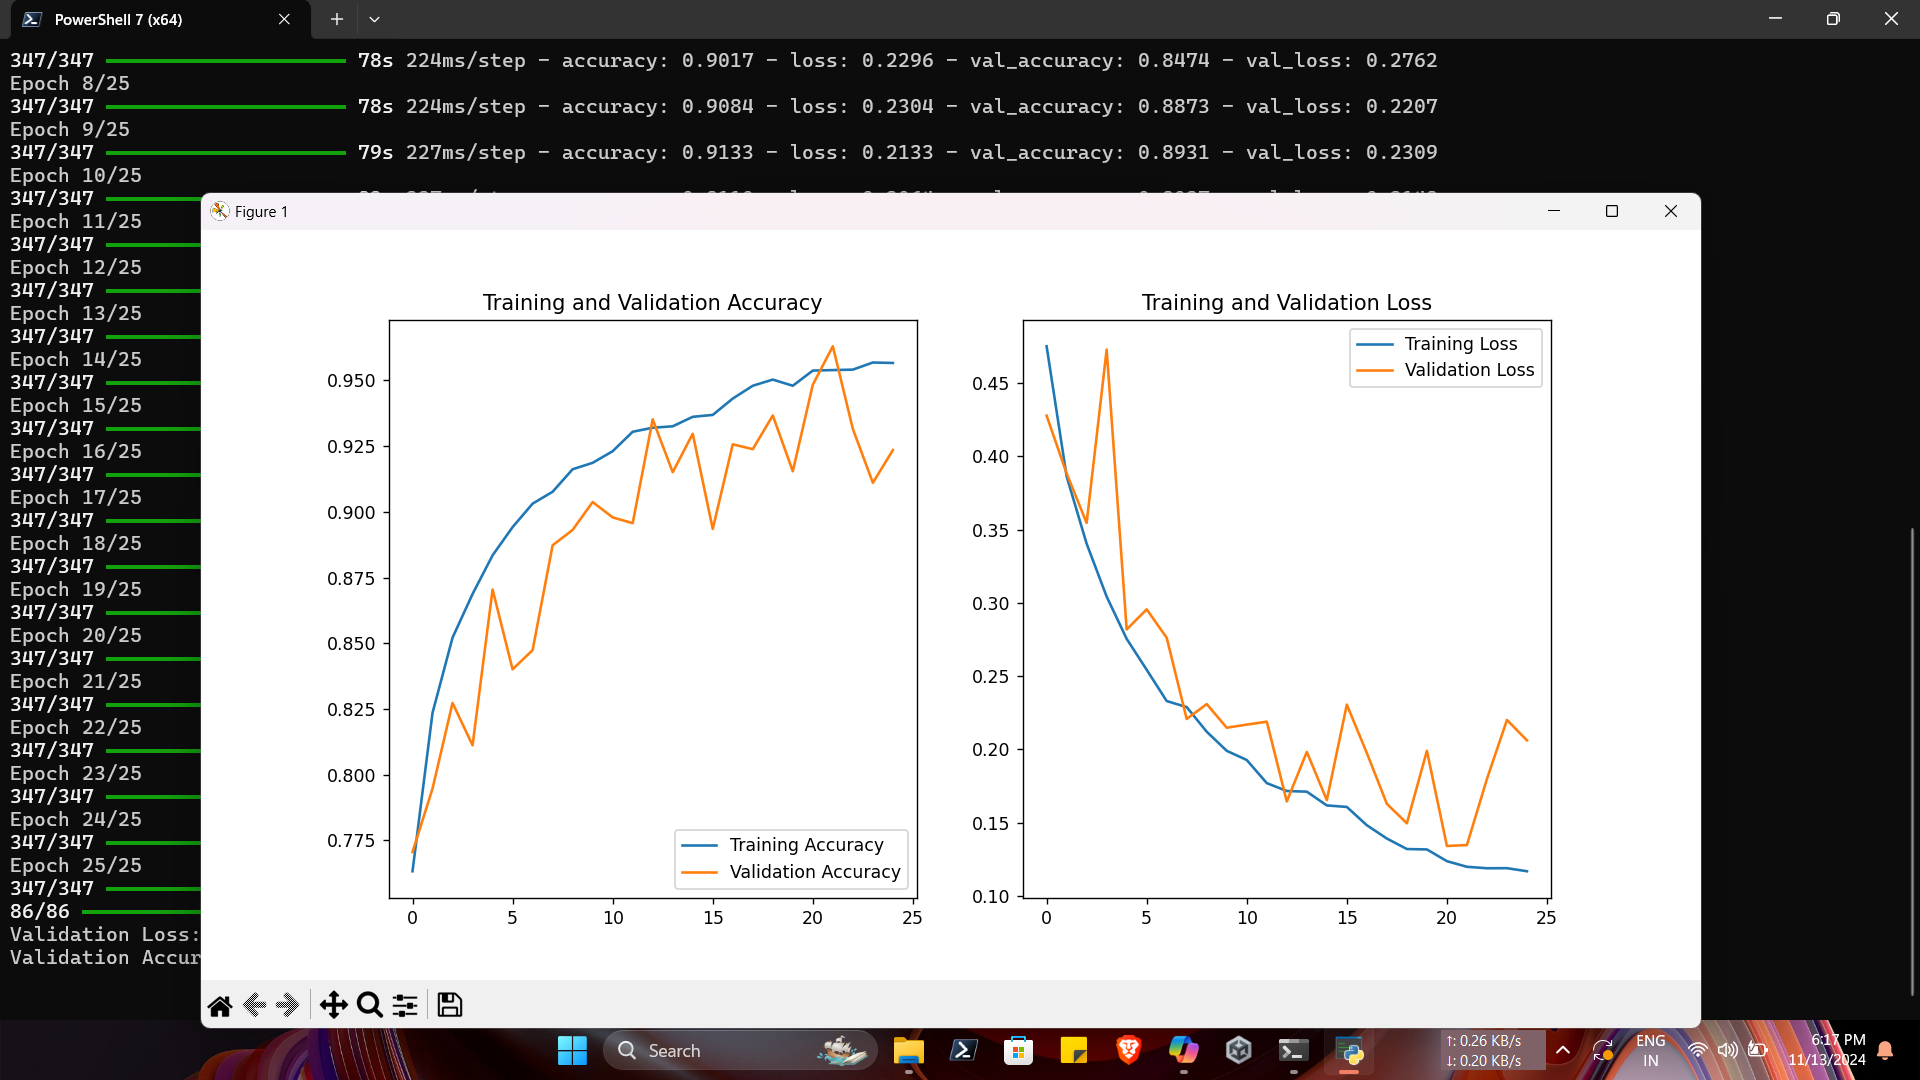 PowerShell 7 (x64)
347/347 78s 224ms/step - accuracy: 0.9017 - loss: 0.2296 - val_accuracy: 0.8474 - val_loss: 0.2762
Epoch 8/25
347/347 78s 224ms/step - accuracy: 0.9084 - loss: 0.2304 - val_accuracy: 0.8873 - val_loss: 0.2207
Epoch 9/25
347/347 79s 227ms/step - accuracy: 0.9133 - loss: 0.2133 - val_accuracy: 0.8931 - val_loss: 0.2309
Epoch 10/25
347/347
Epoch 11/25
347/347
Epoch 12/25
347/347
Epoch 13/25
347/347
Epoch 14/25
347/347
Epoch 15/25
347/347
Epoch 16/25
347/347
Epoch 17/25
347/347
Epoch 18/25
347/347
Epoch 19/25
347/347
Epoch 20/25
347/347
Epoch 21/25
347/347
Epoch 22/25
347/347
Epoch 23/25
347/347
Epoch 24/25
347/347
Epoch 25/25
347/347
86/86
Validation Loss:
Validation Accur
Figure 1
Training and Validation Accuracy
0.950
0.925
0.900
0.875
0.850
0.825
0.800
0.775
0 5 10 15 20 25
Training Accuracy
Validation Accuracy
Training and Validation Loss
Training Loss
Validation Loss
0.45
0.40
0.35
0.30
0.25
0.20
0.15
0.10
0 5 10 15 20 25
Search
↑: 0.26 KB/s
↓: 0.20 KB/s
ENG
IN
6:17 PM
11/13/2024